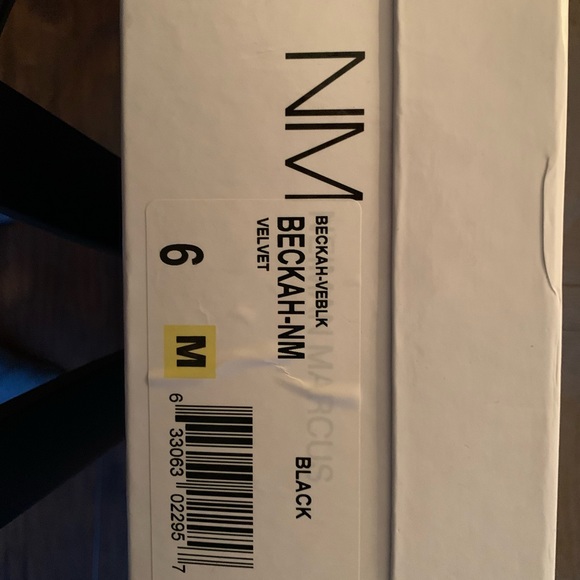 NM
N MARCUS
BECKAH-VEBLK
BECKAH-NM
VELVET
BLACK
6 M
6 33063 02295 7